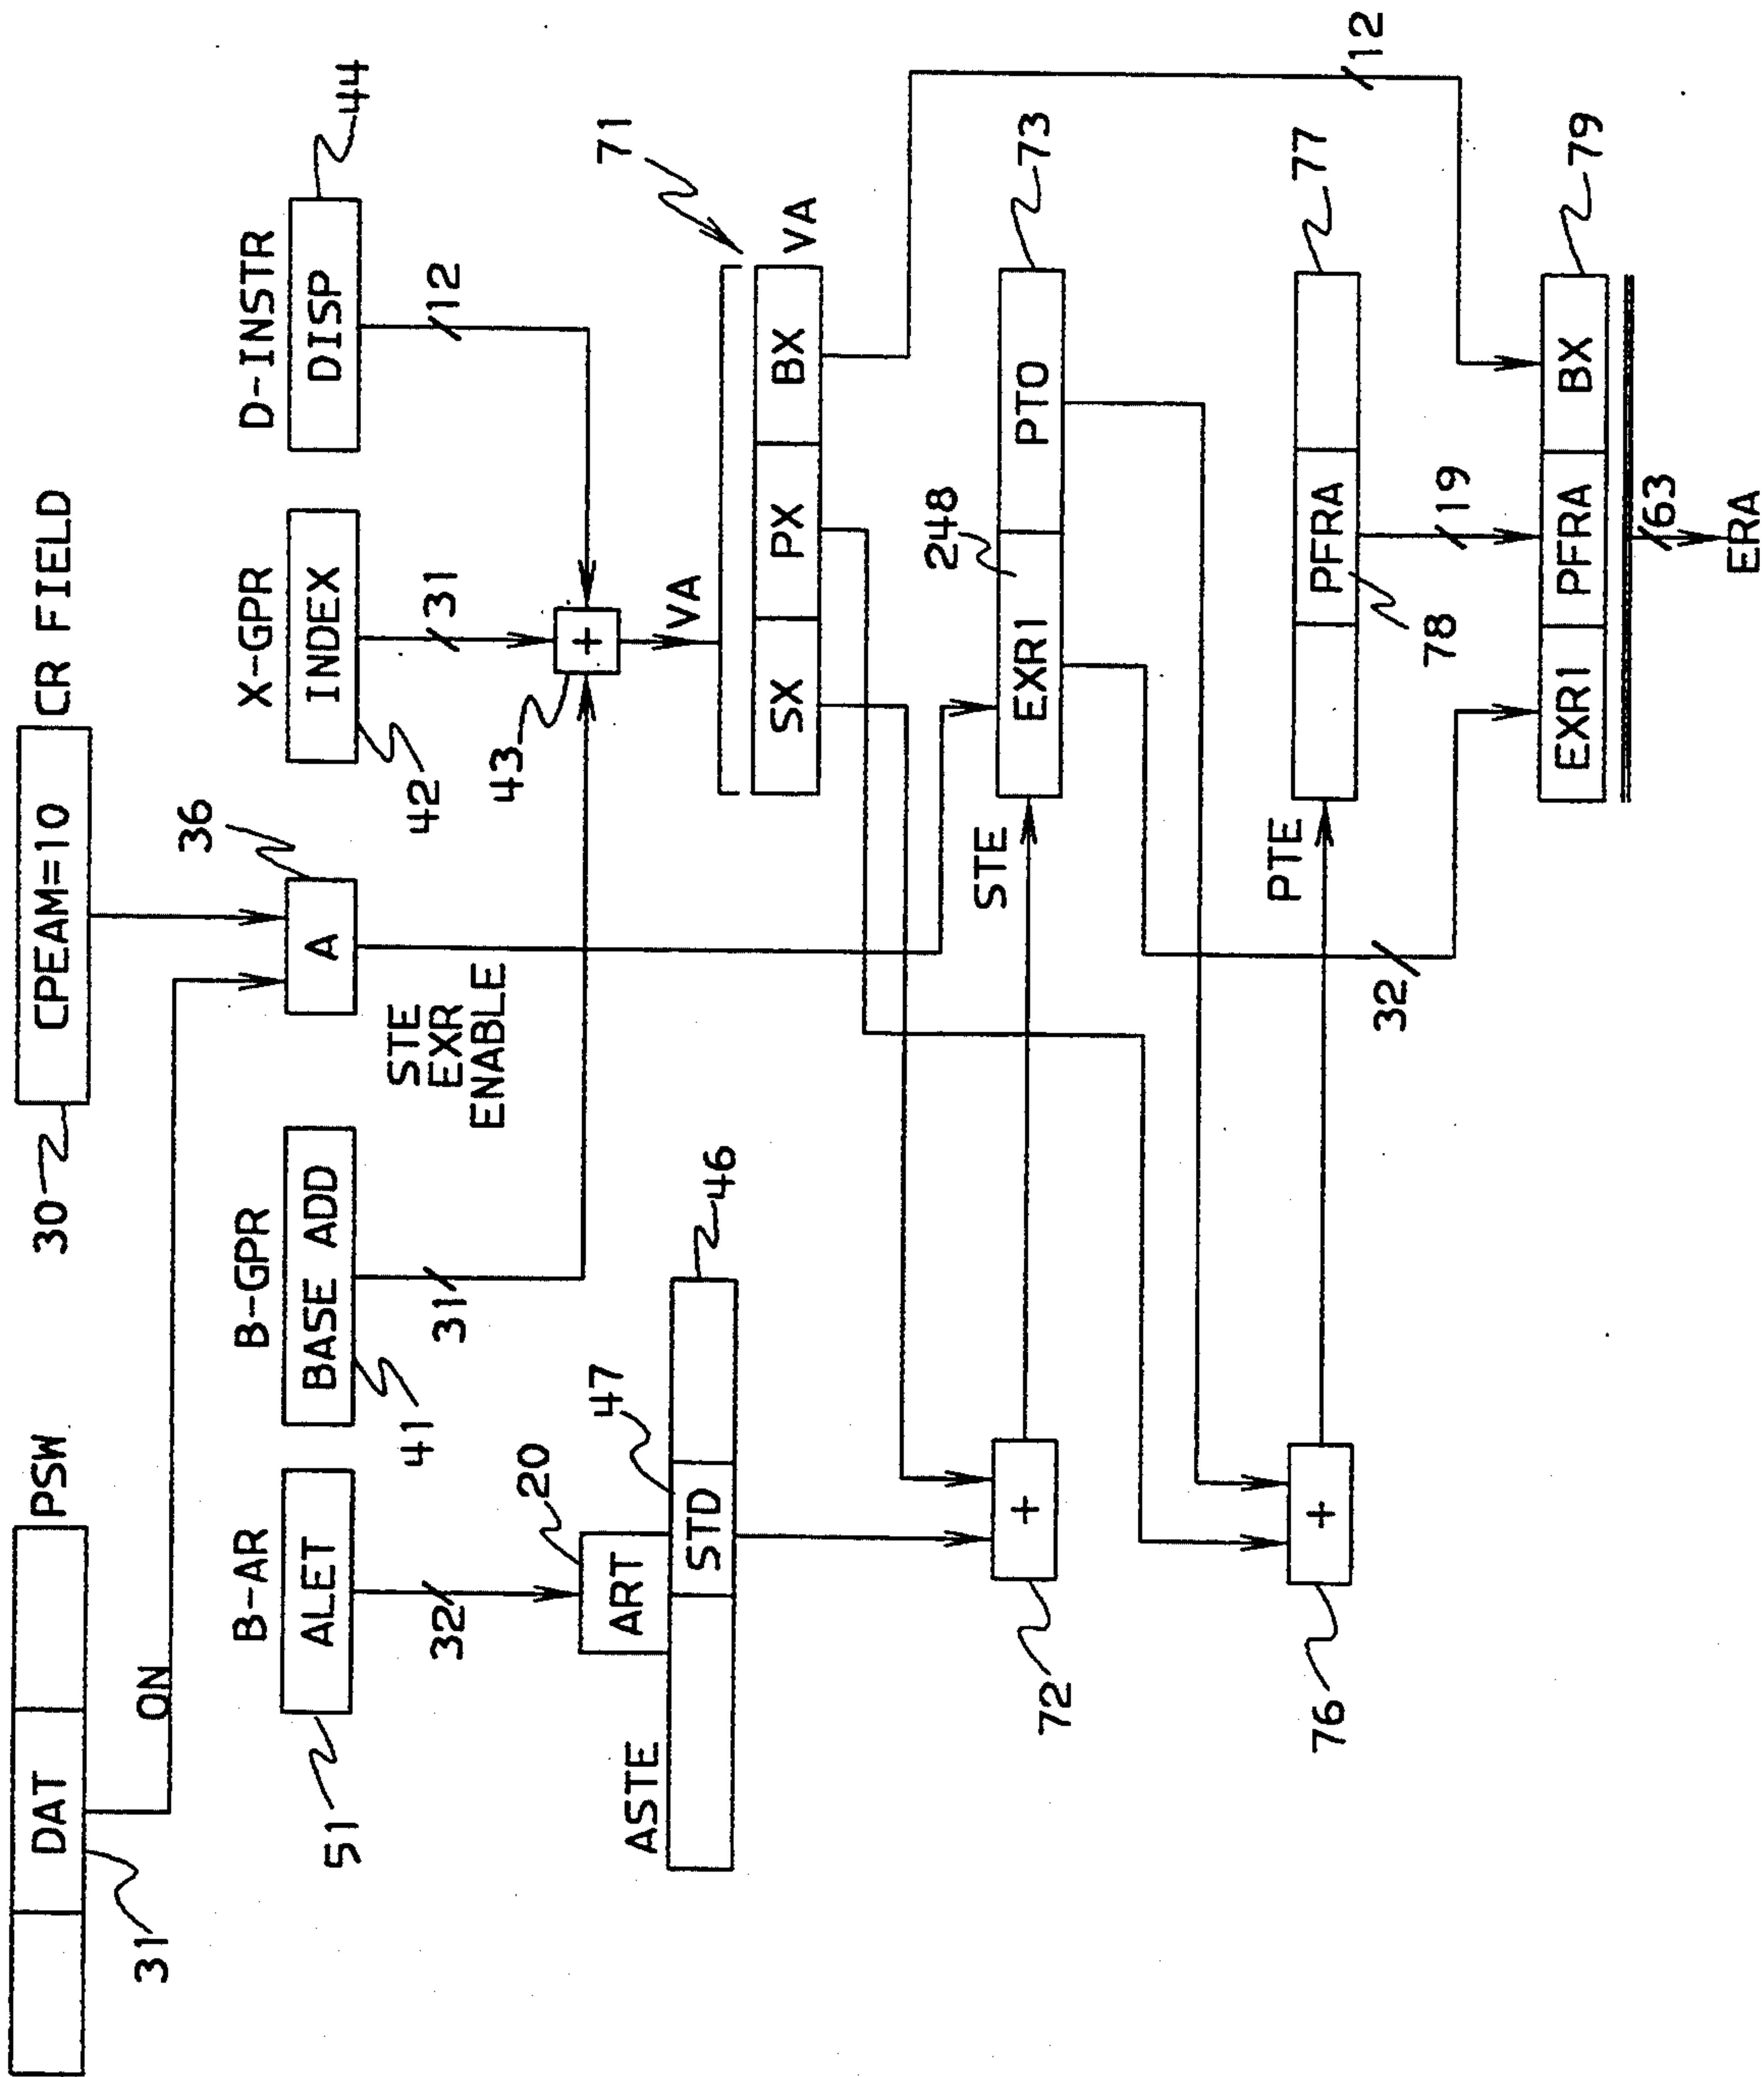 PSW
DAT
31
ON
30
CPEAM=10
CR FIELD
36
A
STE
EXR
ENABLE
B-AR
ALET
51
32
B-GPR
BASE ADD
41
31
X-GPR
INDEX
42
31
D-INSTR
DISP
44
12
43
+
VA
71
SX
PX
BX
VA
20
ART
ASTE
47
STD
46
72
+
STE
248
EXR1
PTO
73
76
+
PTE
PFRA
77
78
32
19
12
EXR1
PFRA
BX
79
63
ERA